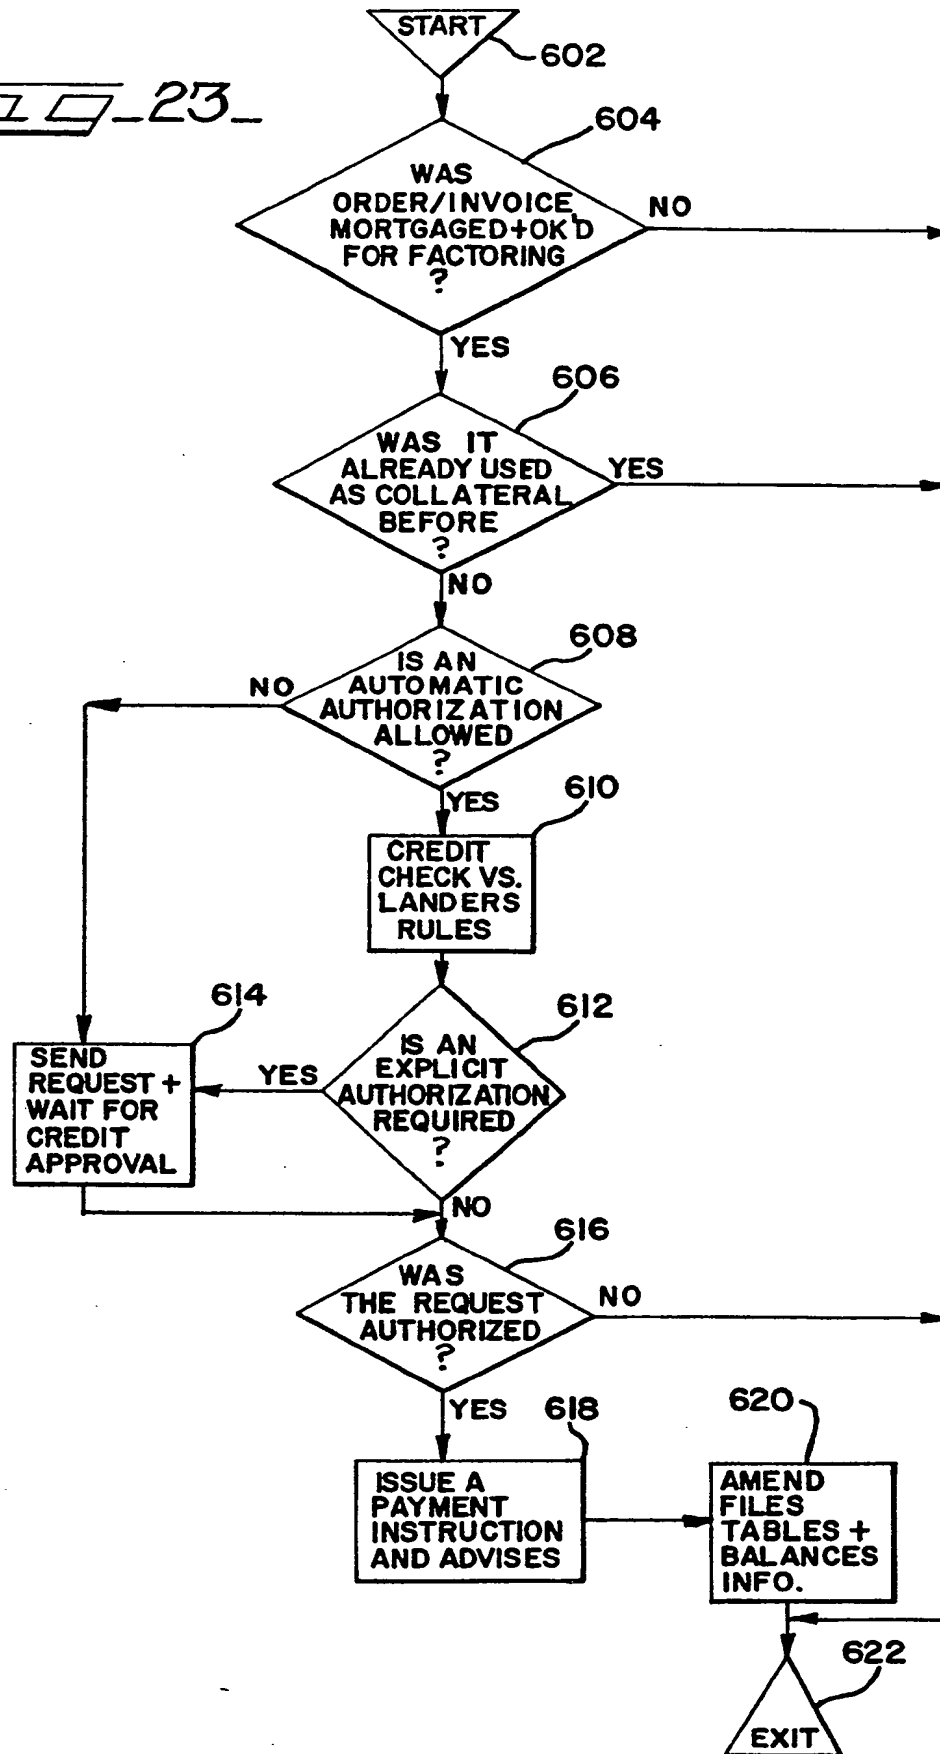 START
602
FIG_23_
604
WAS
ORDER/INVOICE,
MORTGAGED+OK'D
FOR FACTORING
?
NO
YES
606
WAS IT
ALREADY USED
AS COLLATERAL
BEFORE
?
YES
NO
608
IS AN
AUTOMATIC
AUTHORIZATION
ALLOWED
?
NO
YES
610
CREDIT
CHECK VS.
LANDERS
RULES
614
612
SEND
REQUEST +
WAIT FOR
CREDIT
APPROVAL
YES
IS AN
EXPLICIT
AUTHORIZATION
REQUIRED
?
NO
616
WAS
THE REQUEST
AUTHORIZED
?
NO
YES
618
620
ISSUE A
PAYMENT
INSTRUCTION
AND ADVISES
AMEND
FILES
TABLES +
BALANCES
INFO.
622
EXIT